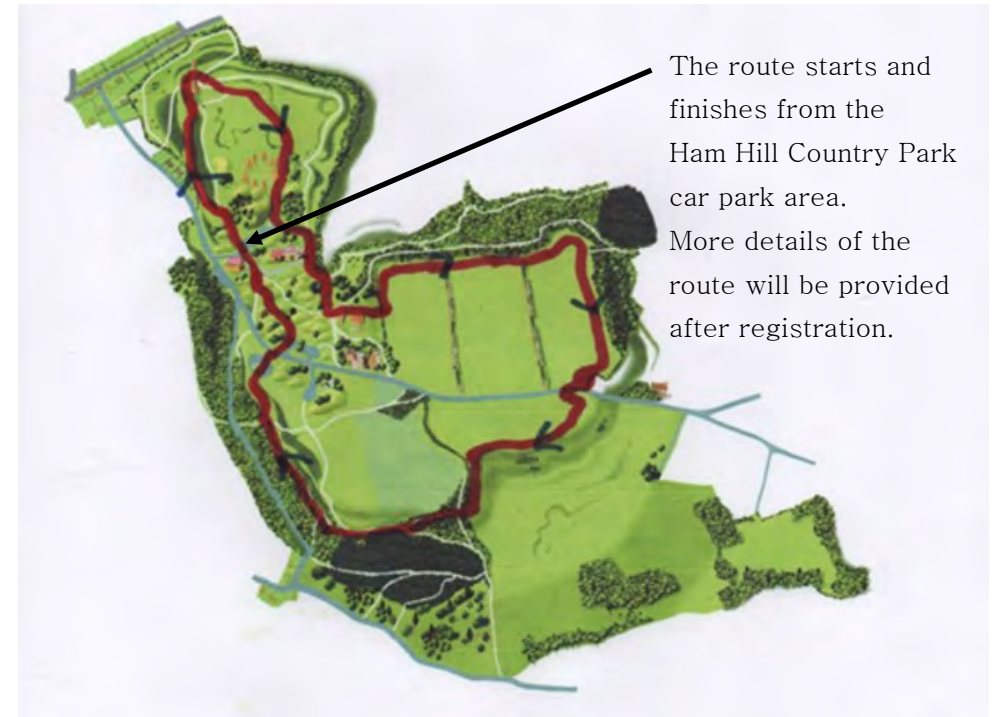 The route starts and
finishes from the
Ham Hill Country Park
car park area.
More details of the
route will be provided
after registration.